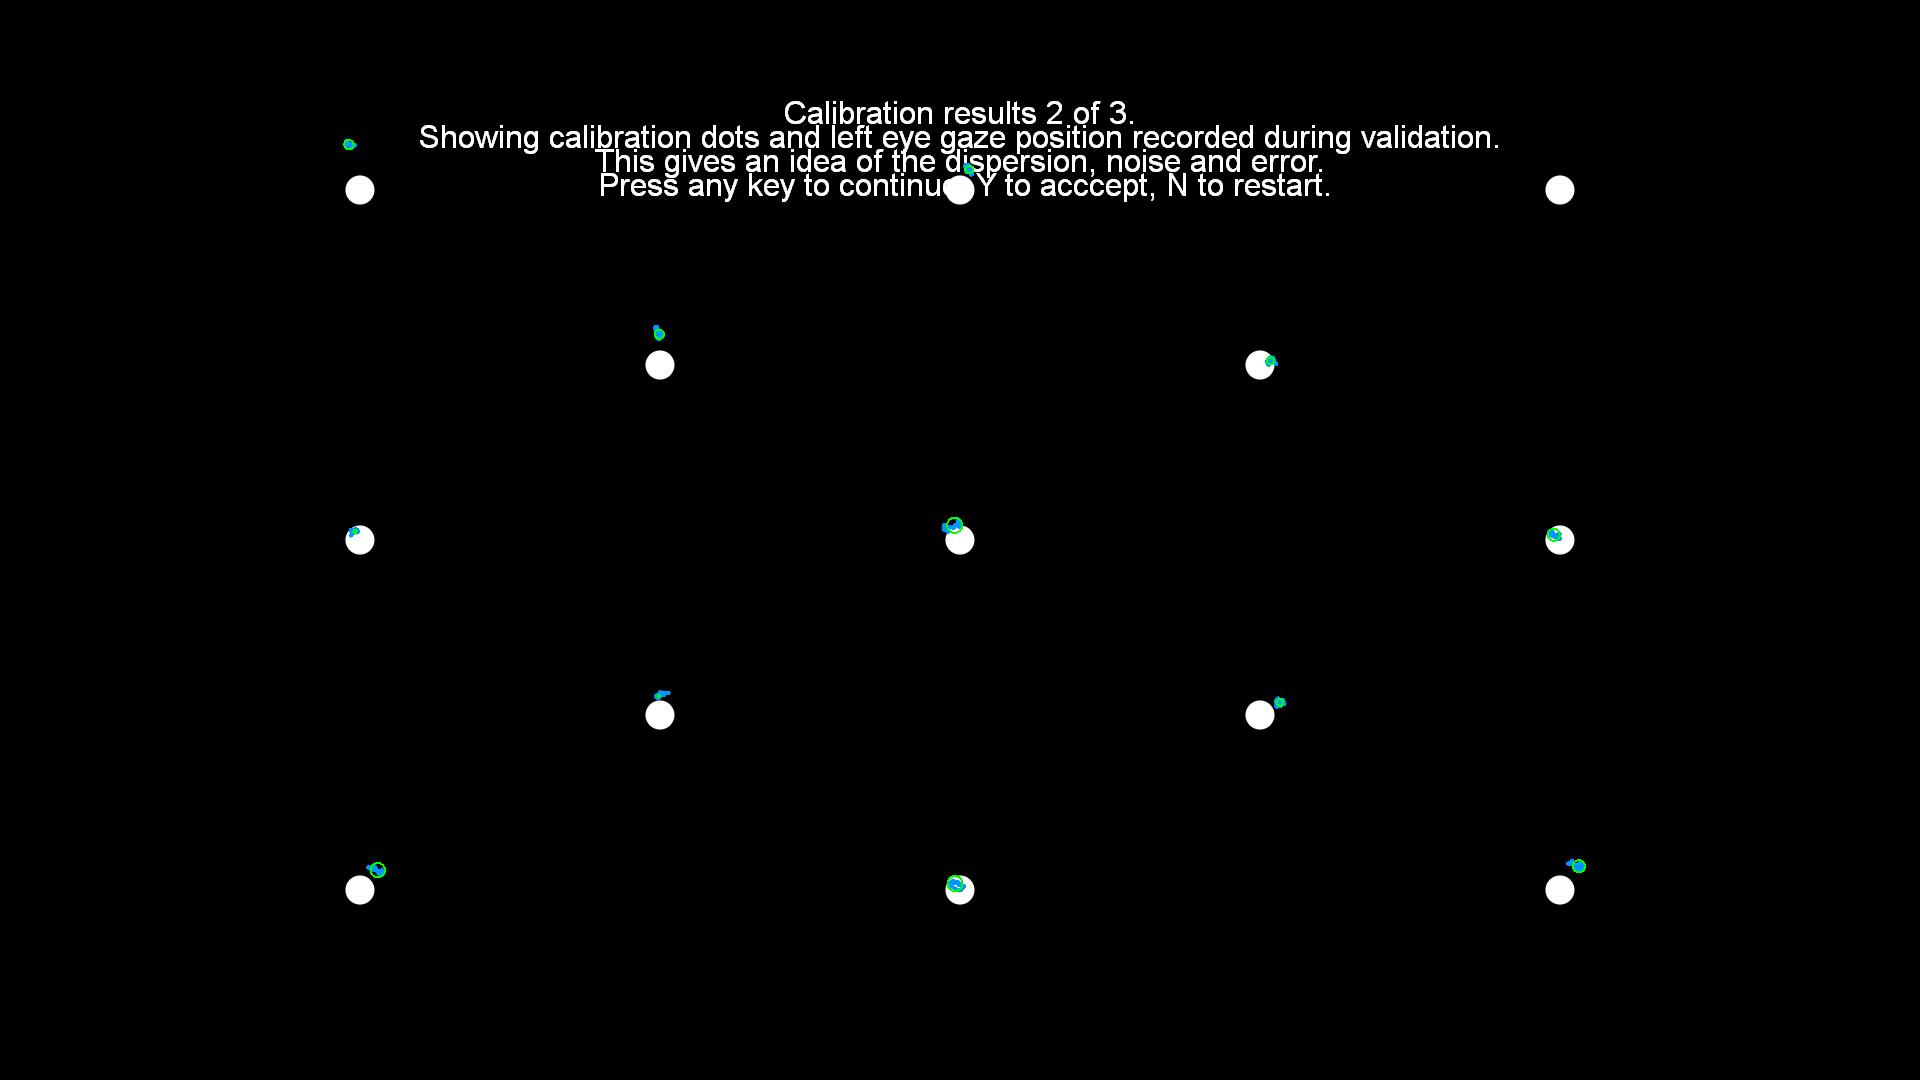 Calibration results 2 of 3.
Showing calibration dots and left eye gaze position recorded during validation.
This gives an idea of the dispersion, noise and error.
Press any key to continue, Y to acccept, N to restart.